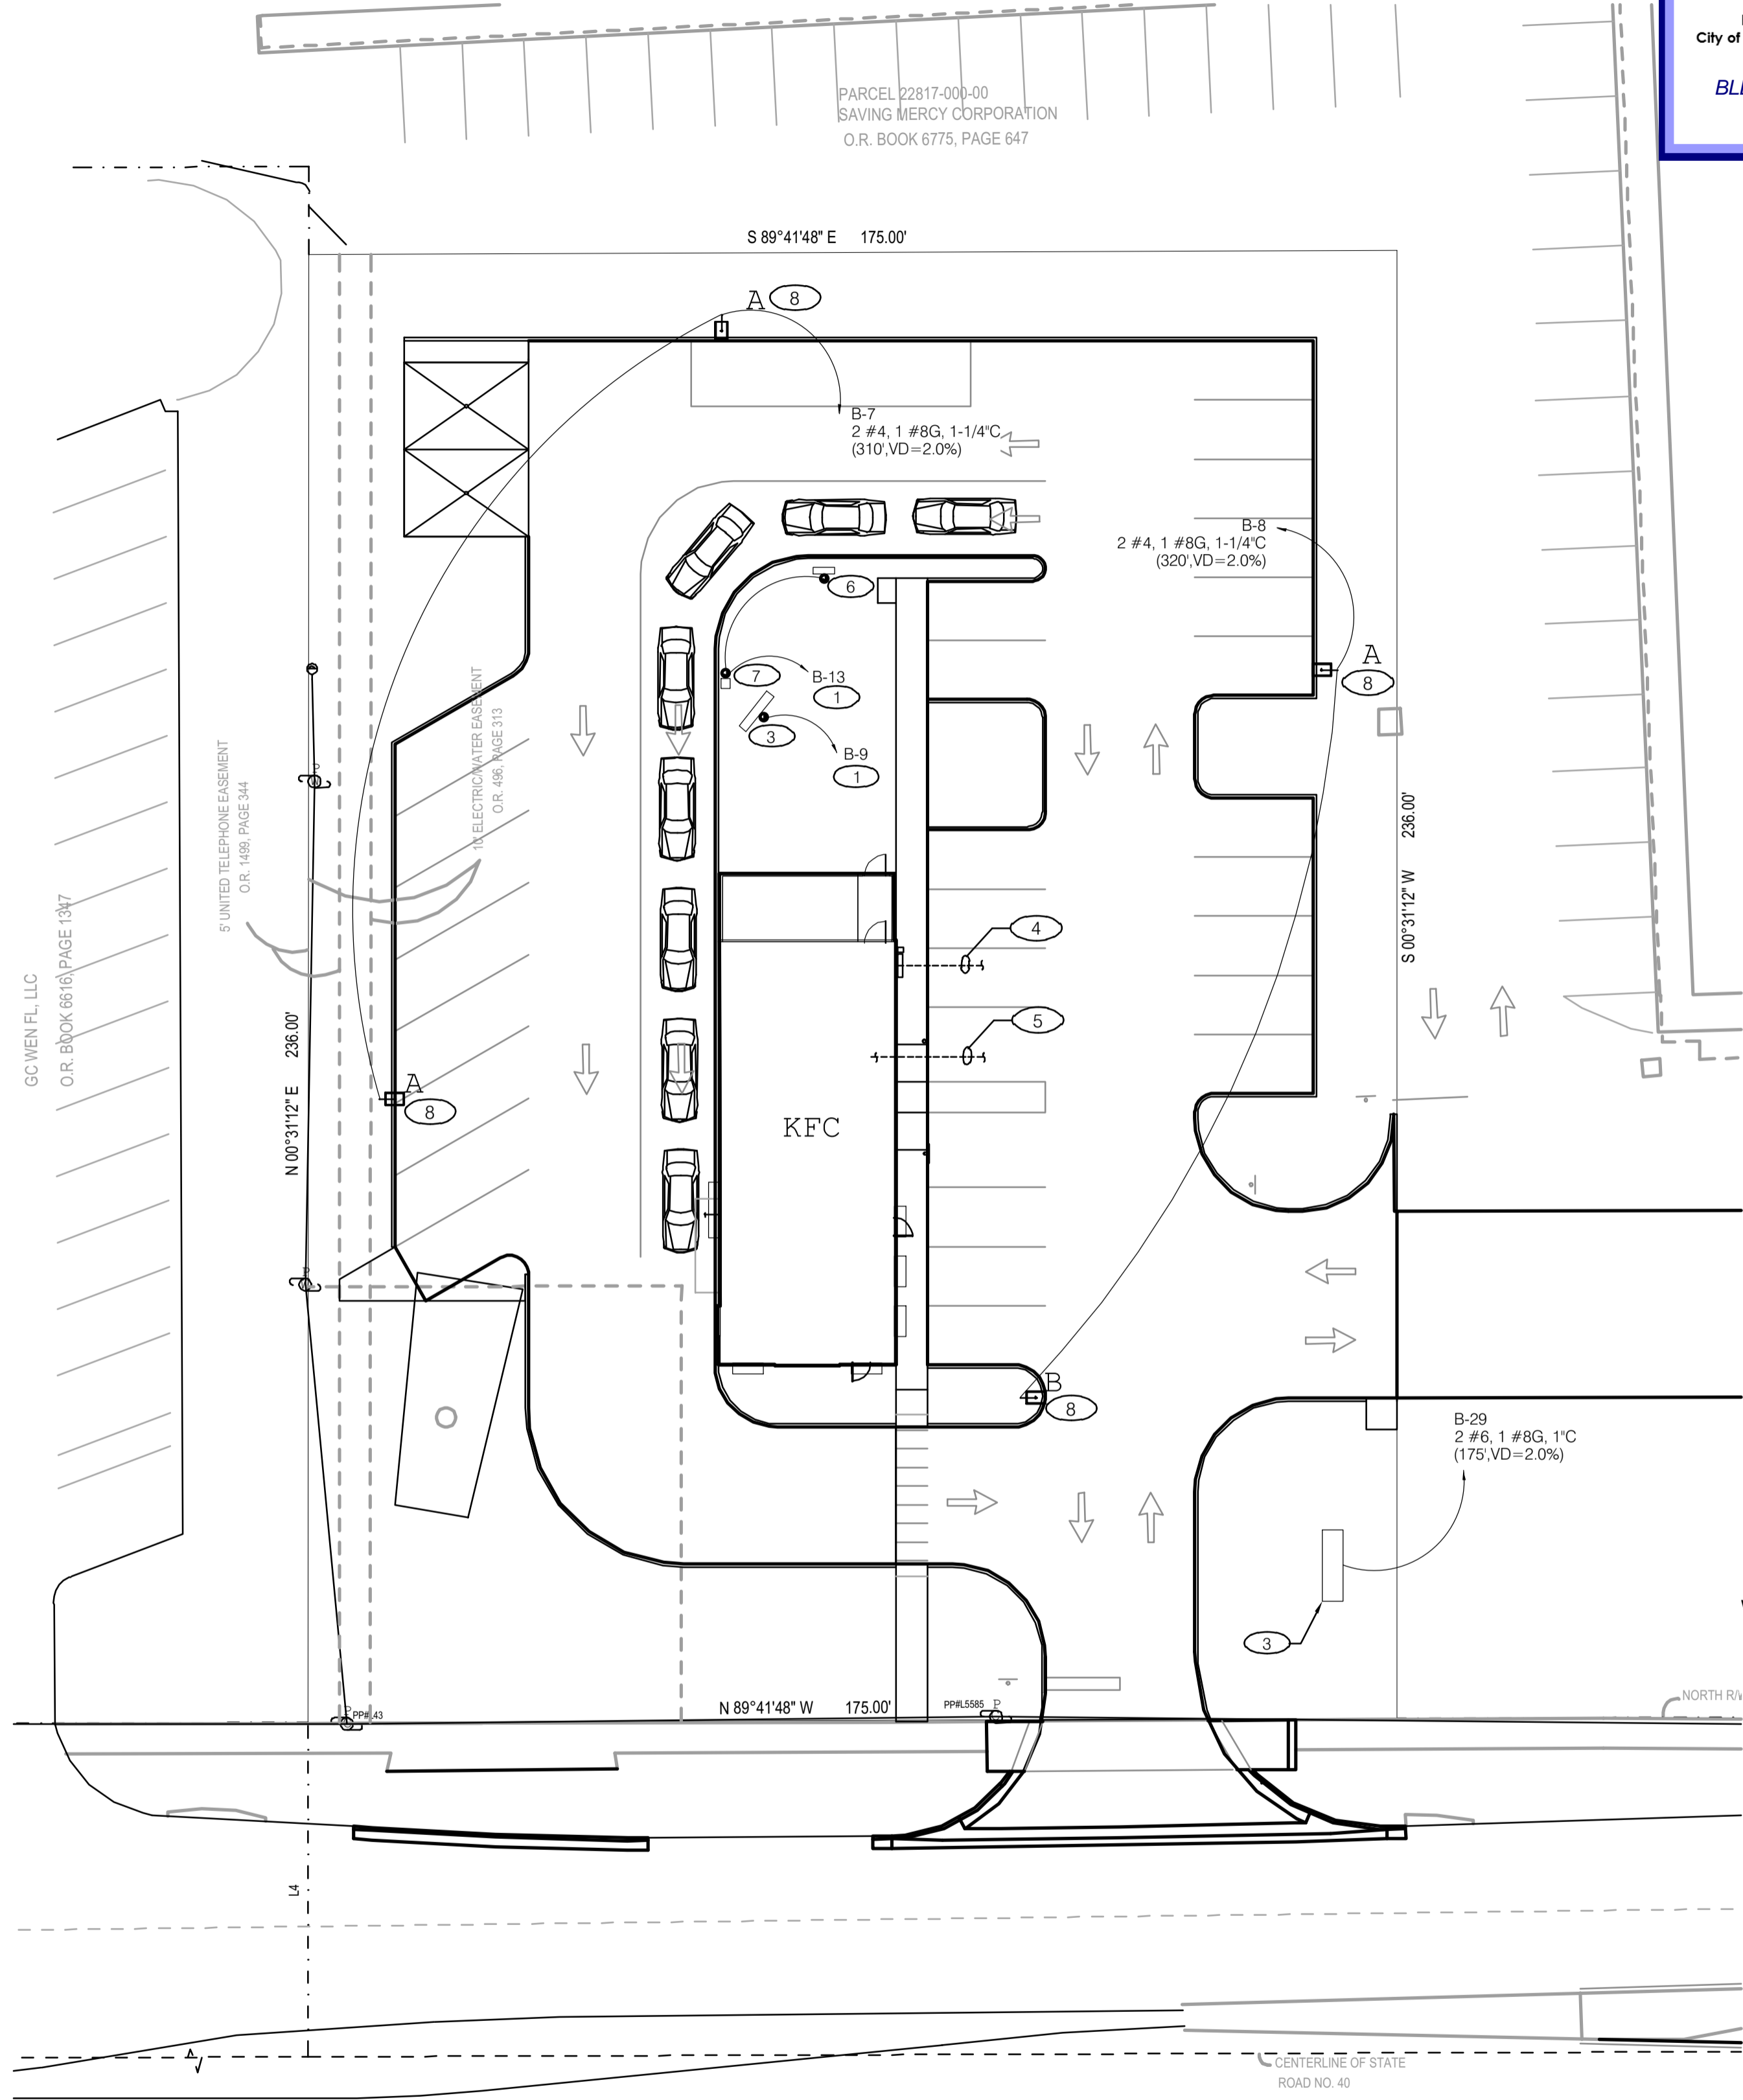 City of
BLE
PARCEL 22817-000-00
SAVING MERCY CORPORATION
O.R. BOOK 6775, PAGE 647
S 89°41'48" E 175.00'
A 8
B-7
2 #4, 1 #8G, 1-1/4"C
(310',VD=2.0%)
B-8
2 #4, 1 #8G, 1-1/4"C
(320',VD=2.0%)
6
A
8
7
B-13
1
3
B-9
1
10' ELECTRIC/WATER EASEMENT
O.R. 496, PAGE 313
5' UNITED TELEPHONE EASEMENT
O.R. 1499, PAGE 344
S 00°31'12" W 236.00'
GC WEN FL, LLC
O.R. BOOK 6616, PAGE 1347
N 00°31'12" E 236.00'
4
5
A
8
KFC
B
8
B-29
2 #6, 1 #8G, 1"C
(175',VD=2.0%)
3
N 89°41'48" W 175.00'
PP#L5585
P
P
NORTH R/W
L4
CENTERLINE OF STATE
ROAD NO. 40